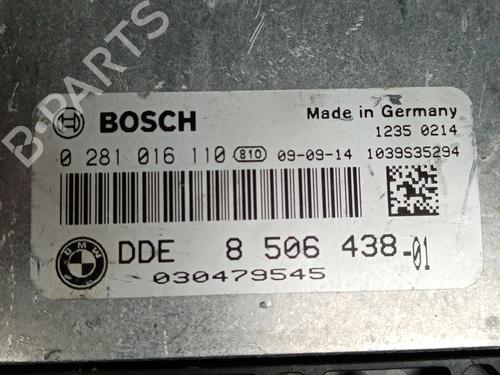 BOSCH
Made in Germany
1235 0214
0 281 016 110 810 09-09-14 1039S35294
BMW
DDE 8 506 438-01
030479545
B-PARTS